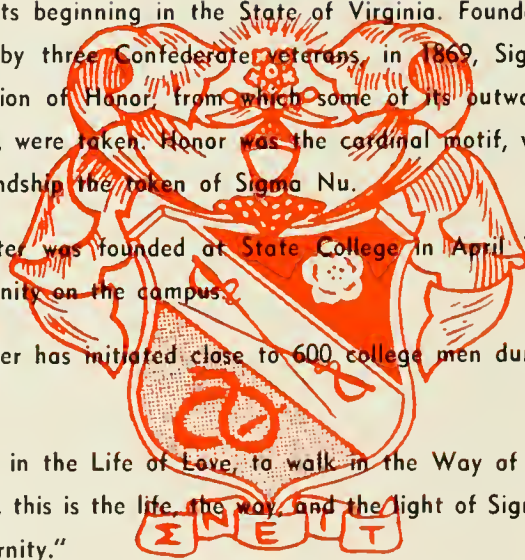 ts beginning in the State of Virginia. Found
by three Confederate veterans, in 1869, Sig
ion of Honor, from which some of its outwa
, were taken. Honor was the cardinal motif, v
ndship the token of Sigma Nu.
ter was founded at State College in April
nity on the campus.
er has initiated close to 600 college men du
in the Life of Love, to walk in the Way of
, this is the life, the way, and the light of Sig
ernity."
Σ N E T T